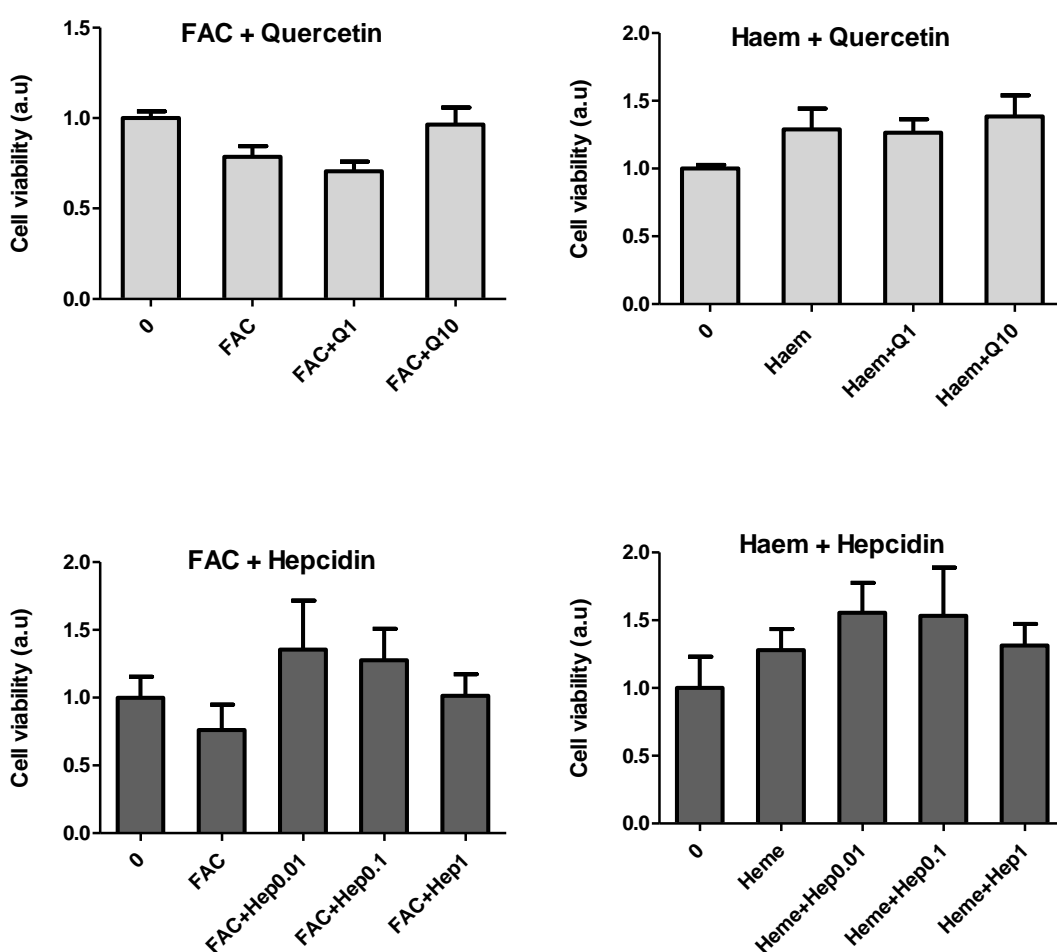 FAC + Quercetin
Cell viability (a.u)
1.5
1.0
0.5
0.0
0
FAC
FAC+Q1
FAC+Q10
Haem + Quercetin
Cell viability (a.u)
2.0
1.5
1.0
0.5
0.0
0
Haem
Haem+Q1
Haem+Q10
FAC + Hepcidin
Cell viability (a.u)
2.0
1.5
1.0
0.5
0.0
0
FAC
FAC+Hep0.01
FAC+Hep0.1
FAC+Hep1
Haem + Hepcidin
Cell viability (a.u)
2.0
1.5
1.0
0.5
0.0
0
Heme
Heme+Hep0.01
Heme+Hep0.1
Heme+Hep1